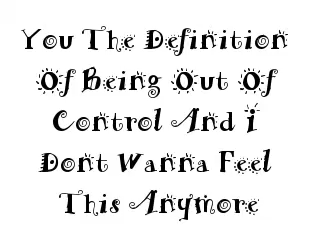 You The Definition
Of Being Out Of
Control And I
Dont Wanna Feel
This Anymore